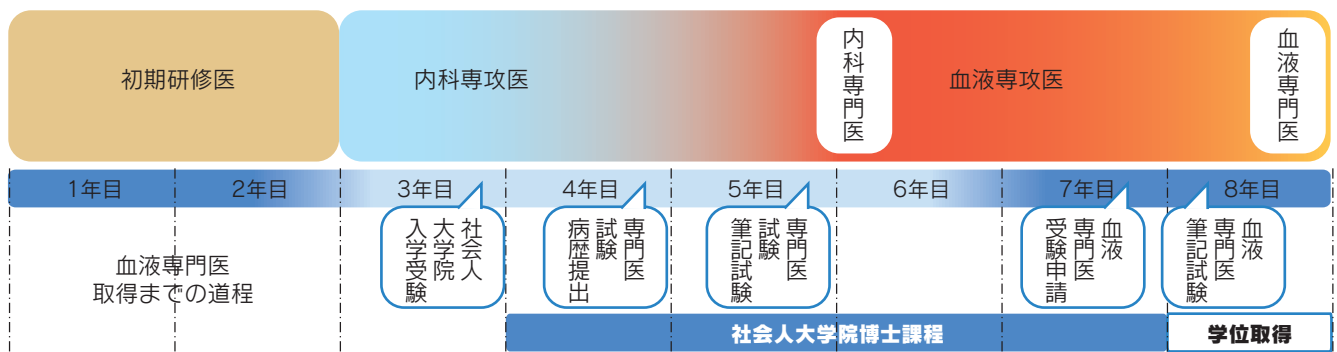 初期研修医
内科専攻医
内科専門医
血液専攻医
血液専門医
1年目
2年目
3年目
4年目
5年目
6年目
7年目
8年目
血液専門医
取得までの道程
社会人
大学院
入学受験
専門医
試験
病歴提出
専門医
試験
筆記試験
血液
専門医
受験申請
血液
専門医
筆記試験
社会人大学院博士課程
学位取得